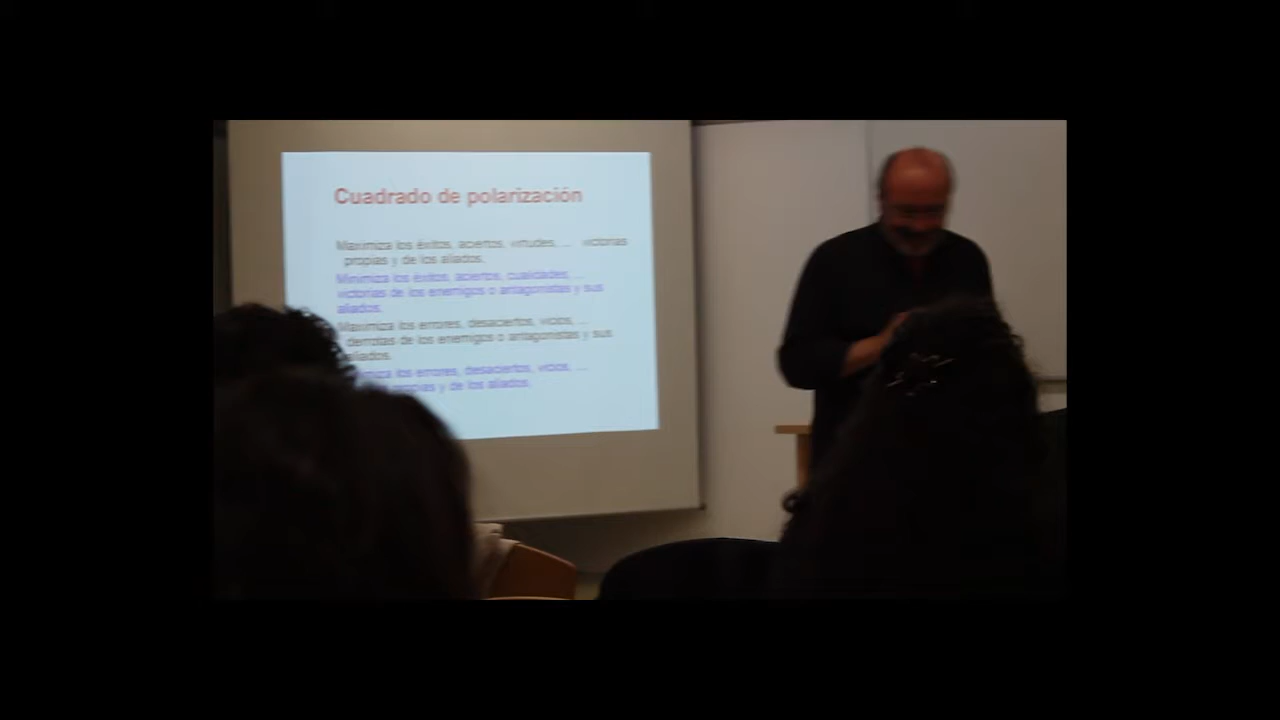 Cuadrado de polarización
Maximiza los éxitos, aciertos, virtudes, ... victorias
propias y de los aliados.
Minimiza los éxitos, aciertos, cualidades, ...
victorias de los enemigos o antagonistas y sus
aliados.
Maximiza los errores, desaciertos, vicios, ...
derrotas de los enemigos o antagonistas y sus
aliados.
los errores, desaciertos, vicios, ...
y de los aliados.